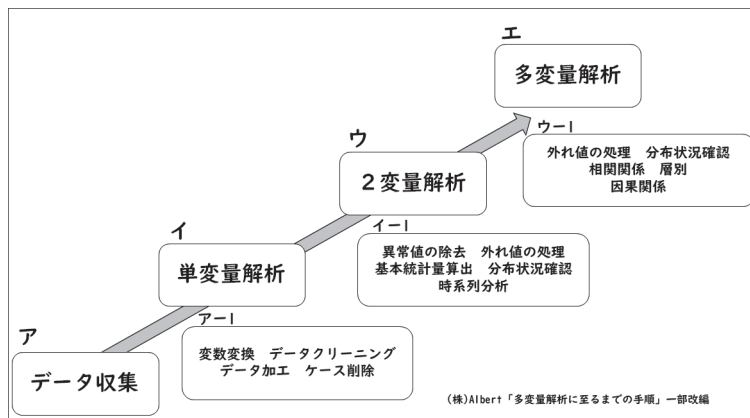 エ
多変量解析
ウー1
外れ値の処理 分布状況確認
相関関係 層別
因果関係
ウ
2変量解析
イー1
異常値の除去 外れ値の処理
基本統計量算出 分布状況確認
時系列分析
イ
単変量解析
アー1
変数変換 データクリーニング
データ加工 ケース削除
ア
データ収集
(株)Albert「多変量解析に至るまでの手順」一部改編